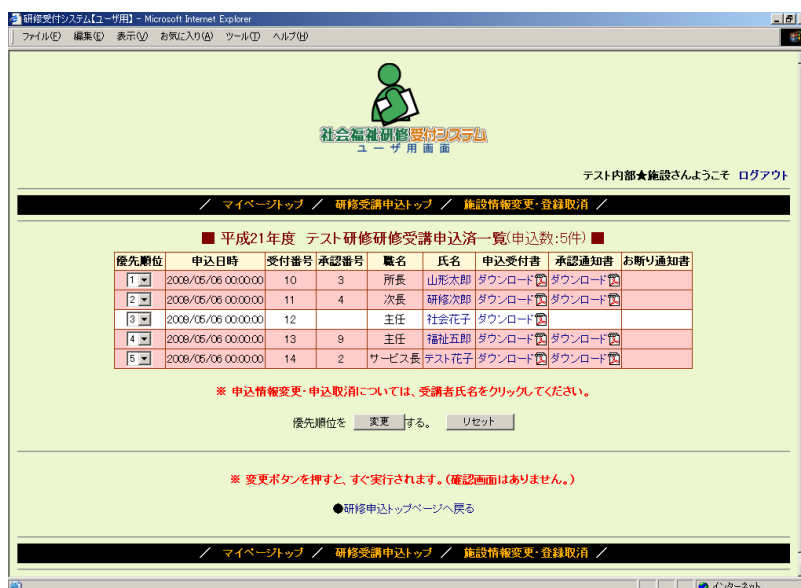 研修受付システム【ユーザ用】 - Microsoft Internet Explorer
ファイル(F) 編集(E) 表示(V) お気に入り(A) ツール(T) ヘルプ(H)
社会福祉研修受付システム
ユーザ用画面
テスト内部★施設さんようこそ ログアウト
／ マイページトップ ／ 研修受講申込トップ ／ 施設情報変更・登録取消 ／
■ 平成21年度 テスト研修研修受講申込済一覧(申込数:5件) ■
優先順位 申込日時 受付番号 承認番号 職名 氏名 申込受付書 承認通知書 お断り通知書
1 2009/05/06 00:00:00 10 3 所長 山形太郎 ダウンロード ダウンロード
2 2009/05/06 00:00:00 11 4 次長 研修次郎 ダウンロード ダウンロード
3 2009/05/06 00:00:00 12 主任 社会花子 ダウンロード
4 2009/05/06 00:00:00 13 9 主任 福祉五郎 ダウンロード ダウンロード
5 2009/05/06 00:00:00 14 2 サービス長 テスト花子 ダウンロード ダウンロード
※ 申込情報変更・申込取消については、受講者氏名をクリックしてください。
優先順位を 変更 する。 リセット
※ 変更ボタンを押すと、すぐ実行されます。(確認画面はありません。)
●研修申込トップページへ戻る
／ マイページトップ ／ 研修受講申込トップ ／ 施設情報変更・登録取消 ／
インターネット